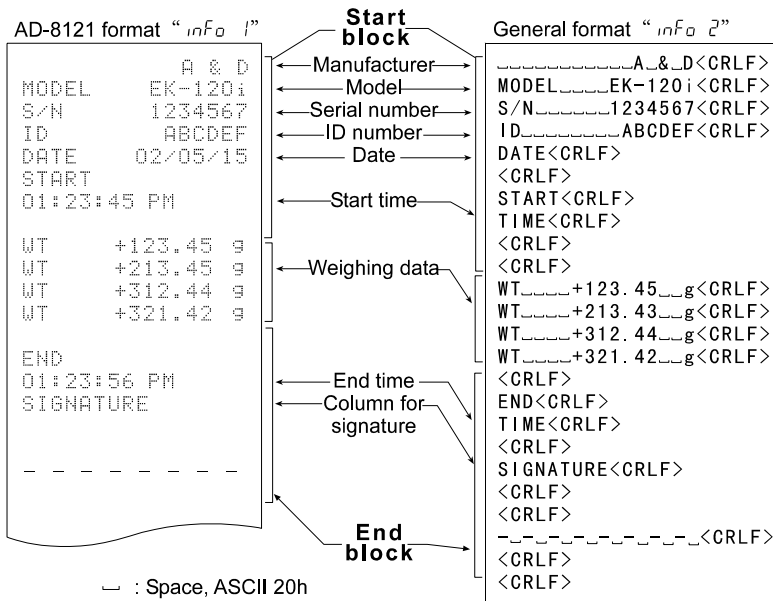 AD-8121 format “ info 1”
A & D
MODEL EK-120i
S/N 1234567
ID ABCDEF
DATE 02/05/15
START
01:23:45 PM
WT +123.45 g
WT +213.45 g
WT +312.44 g
WT +321.42 g
END
01:23:56 PM
SIGNATURE
_ _ _ _ _ _ _ _
⎵ : Space, ASCII 20h
Start
block
Manufacturer
Model
Serial number
ID number
Date
Start time
Weighing data
End time
Column for
signature
End
block
General format “ info 2”
⎵⎵⎵⎵⎵⎵⎵⎵⎵⎵⎵A⎵&⎵D<CRLF>
MODEL⎵⎵⎵⎵EK-120i<CRLF>
S/N⎵⎵⎵⎵⎵⎵⎵1234567<CRLF>
ID⎵⎵⎵⎵⎵⎵⎵⎵ABCDEF<CRLF>
DATE<CRLF>
<CRLF>
START<CRLF>
TIME<CRLF>
<CRLF>
<CRLF>
WT⎵⎵⎵⎵+123.45⎵⎵g<CRLF>
WT⎵⎵⎵⎵+213.43⎵⎵g<CRLF>
WT⎵⎵⎵⎵+312.44⎵⎵g<CRLF>
WT⎵⎵⎵⎵+321.42⎵⎵g<CRLF>
<CRLF>
END<CRLF>
TIME<CRLF>
<CRLF>
SIGNATURE<CRLF>
<CRLF>
<CRLF>
-⎵-⎵-⎵-⎵-⎵-⎵-⎵-⎵<CRLF>
<CRLF>
<CRLF>